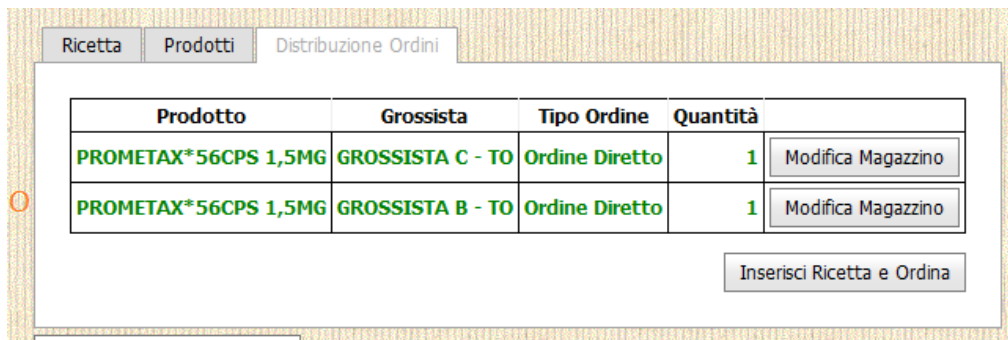 Ricetta Prodotti Distribuzione Ordini
Prodotto Grossista Tipo Ordine Quantità
PROMETAX*56CPS 1,5MG GROSSISTA C - TO Ordine Diretto 1 Modifica Magazzino
O PROMETAX*56CPS 1,5MG GROSSISTA B - TO Ordine Diretto 1 Modifica Magazzino
Inserisci Ricetta e Ordina